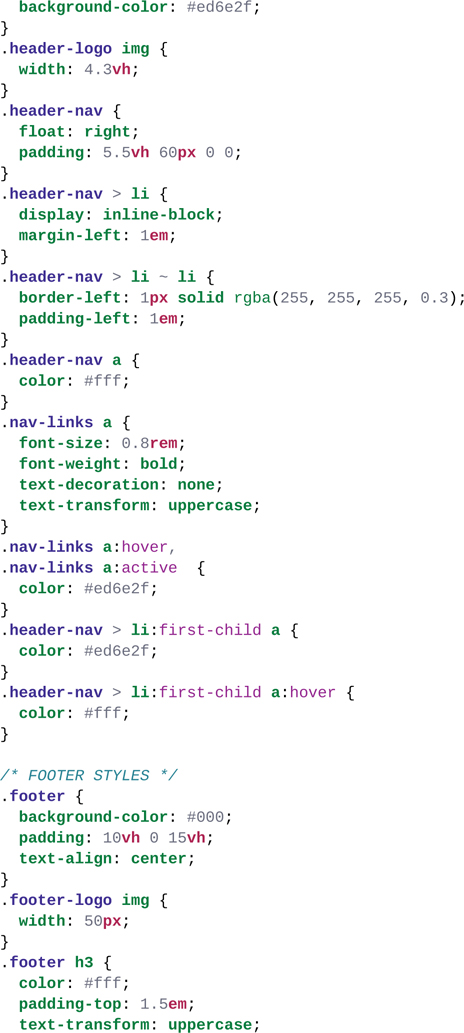 background-color: #ed6e2f;
}
.header-logo img {
  width: 4.3vh;
}
.header-nav {
  float: right;
  padding: 5.5vh 60px 0 0;
}
.header-nav > li {
  display: inline-block;
  margin-left: 1em;
}
.header-nav > li ~ li {
  border-left: 1px solid rgba(255, 255, 255, 0.3);
  padding-left: 1em;
}
.header-nav a {
  color: #fff;
}
.nav-links a {
  font-size: 0.8rem;
  font-weight: bold;
  text-decoration: none;
  text-transform: uppercase;
}
.nav-links a:hover,
.nav-links a:active  {
  color: #ed6e2f;
}
.header-nav > li:first-child a {
  color: #ed6e2f;
}
.header-nav > li:first-child a:hover {
  color: #fff;
}

/* FOOTER STYLES */
.footer {
  background-color: #000;
  padding: 10vh 0 15vh;
  text-align: center;
}
.footer-logo img {
  width: 50px;
}
.footer h3 {
  color: #fff;
  padding-top: 1.5em;
  text-transform: uppercase;